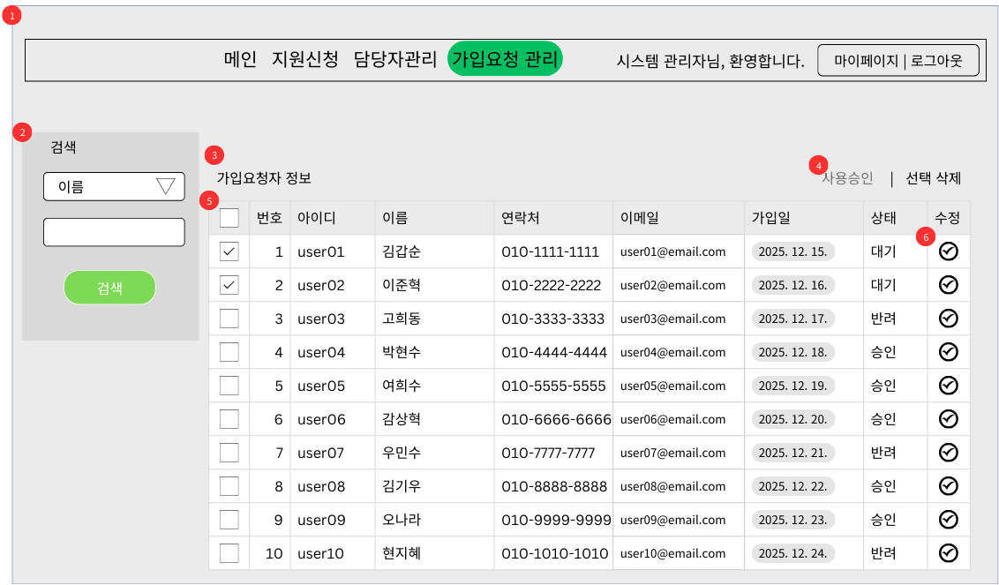 1
메인 지원신청 담당자관리 가입요청 관리 시스템 관리자님, 환영합니다. 마이페이지 | 로그아웃
2
검색
이름
검색
3
가입요청자 정보
4
사용승인 | 선택 삭제
5
번호 아이디 이름 연락처 이메일 가입일 상태 수정
6
1 user01 김갑순 010-1111-1111 user01@email.com 2025. 12. 15. 대기
2 user02 이준혁 010-2222-2222 user02@email.com 2025. 12. 16. 대기
3 user03 고희동 010-3333-3333 user03@email.com 2025. 12. 17. 반려
4 user04 박현수 010-4444-4444 user04@email.com 2025. 12. 18. 승인
5 user05 여희수 010-5555-5555 user05@email.com 2025. 12. 19. 승인
6 user06 감상혁 010-6666-6666 user06@email.com 2025. 12. 20. 승인
7 user07 우민수 010-7777-7777 user07@email.com 2025. 12. 21. 반려
8 user08 김기우 010-8888-8888 user08@email.com 2025. 12. 22. 승인
9 user09 오나라 010-9999-9999 user09@email.com 2025. 12. 23. 승인
10 user10 현지혜 010-1010-1010 user10@email.com 2025. 12. 24. 반려